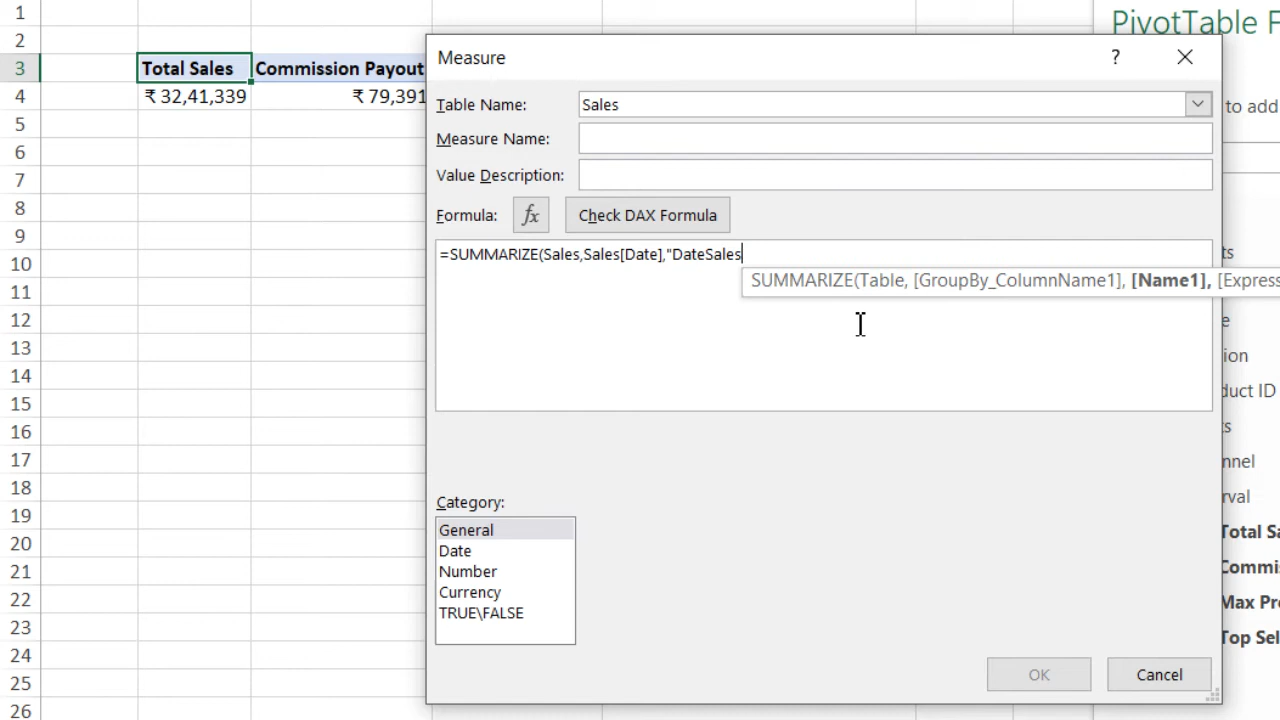 PivotTable F
1
2
3 Total Sales Commission Payout
4 ₹ 32,41,339 ₹ 79,391
5
6
7
8
9
10
11
12
13
14
15
16
17
18
19
20
21
22
23
24
25
26
Measure
?
Table Name: Sales
Measure Name:
Value Description:
Formula: fx Check DAX Formula
=SUMMARIZE(Sales,Sales[Date],"DateSales
SUMMARIZE(Table, [GroupBy_ColumnName1], [Name1], [Express
Category:
General
Date
Number
Currency
TRUE\FALSE
OK Cancel
to add
ts
e
ion
duct ID
ts
nnel
rval
Total Sa
Commi
Max Pr
Top Sel